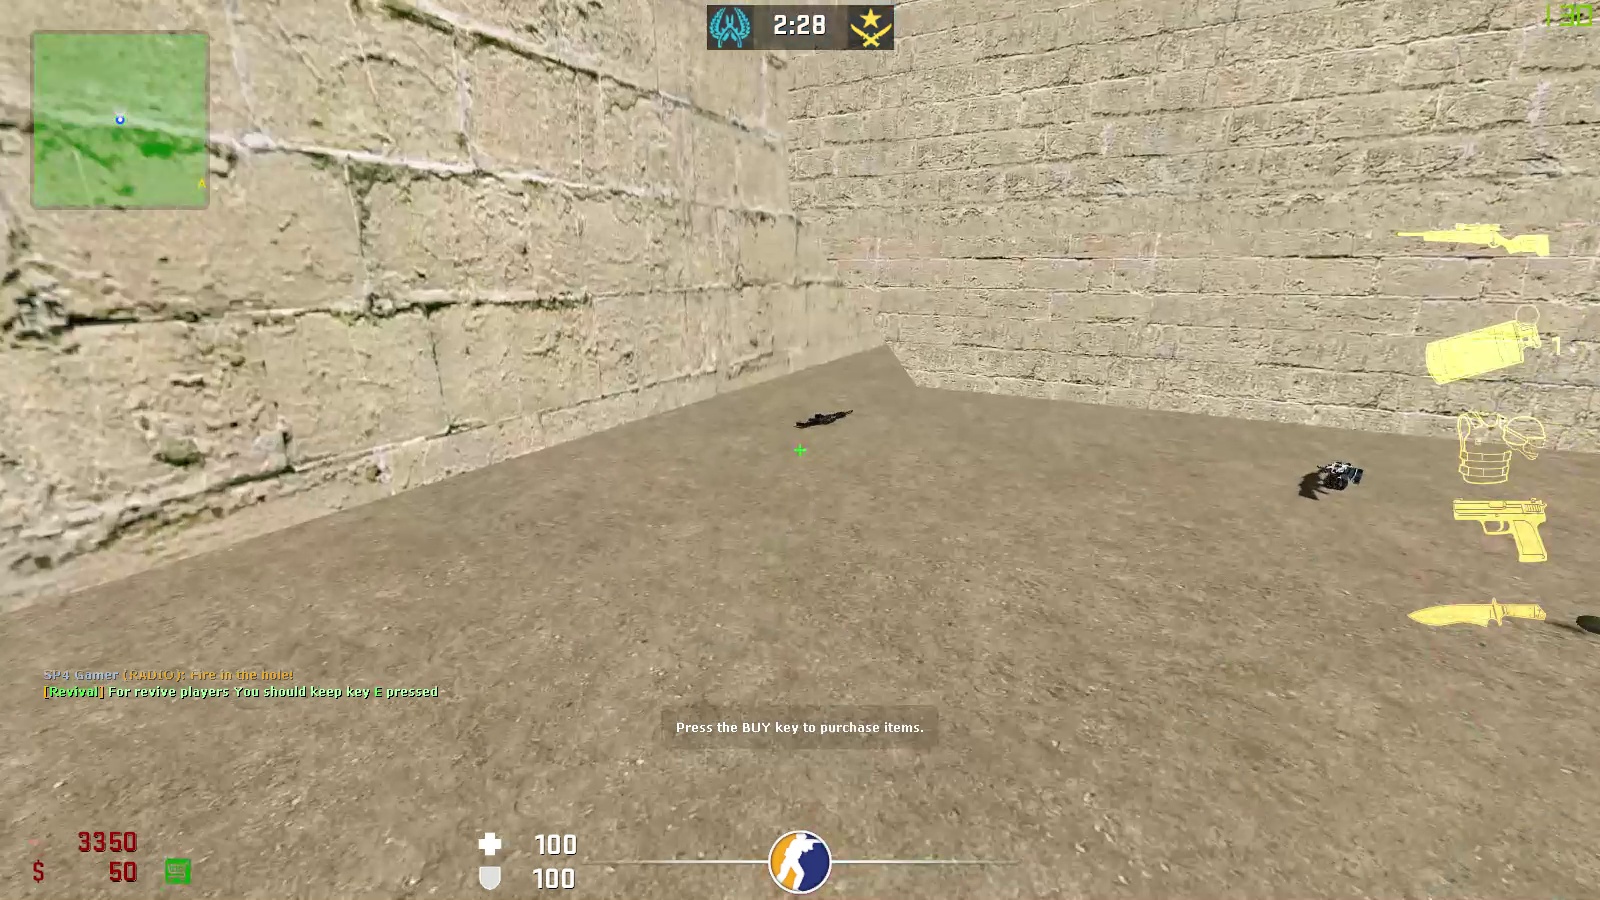 2:28
130
A
1
SP4 Gamer (RADIO): Fire in the hole!
[Revival] For revive players You should keep key E pressed
Press the BUY key to purchase items.
3350
$ 50
100
100